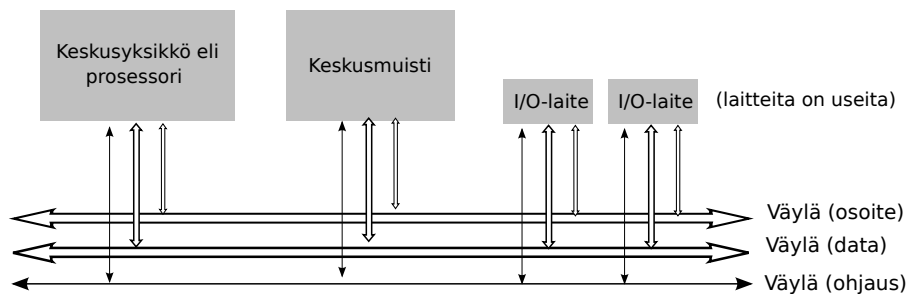 Keskusyksikkö eli
prosessori
Keskusmuisti
I/O-laite
I/O-laite
(laitteita on useita)
Väylä (osoite)
Väylä (data)
Väylä (ohjaus)